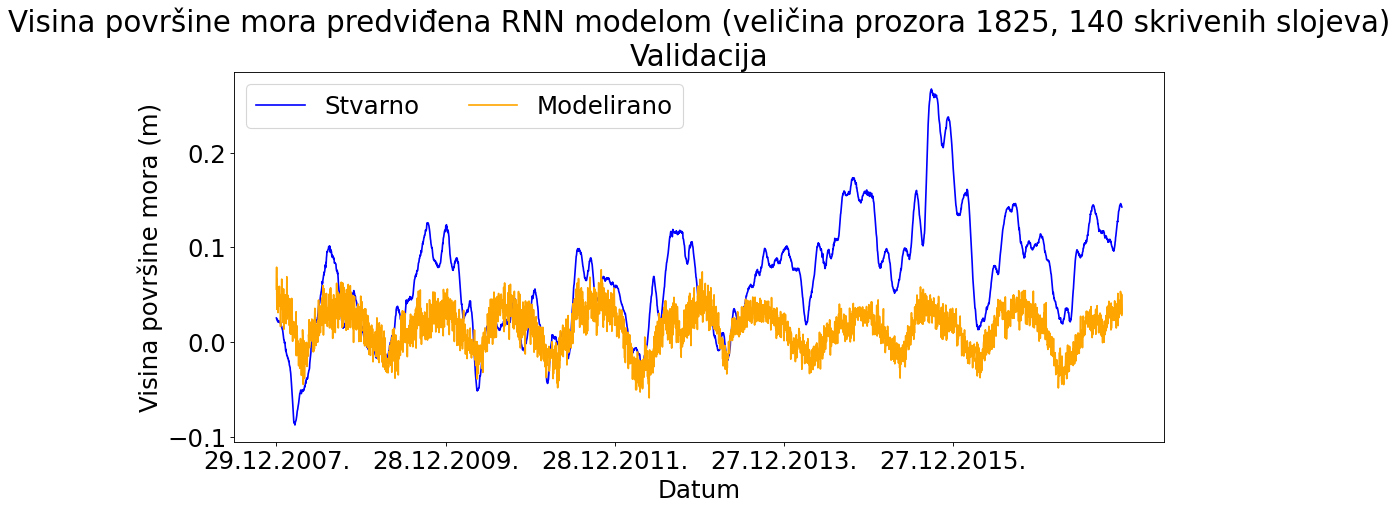 Visina površine mora predviđena RNN modelom (veličina prozora 1825, 140 skrivenih slojeva)
Validacija
Stvarno
Modelirano
Visina površine mora (m)
0.2
0.1
0.0
−0.1
29.12.2007.
28.12.2009.
28.12.2011.
27.12.2013.
27.12.2015.
Datum